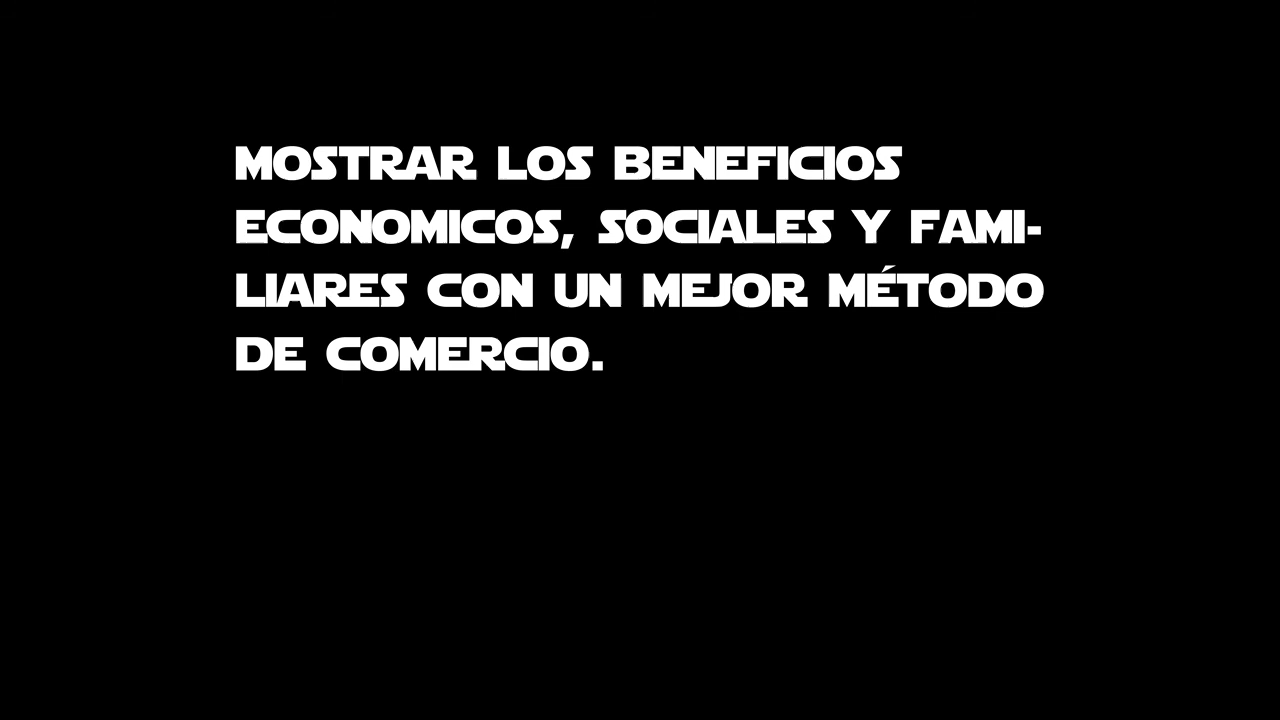 MOSTRAR LOS BENEFICIOS
ECONOMICOS, SOCIALES Y FAMI-
LIARES CON UN MEJOR MÉTODO
DE COMERCIO.